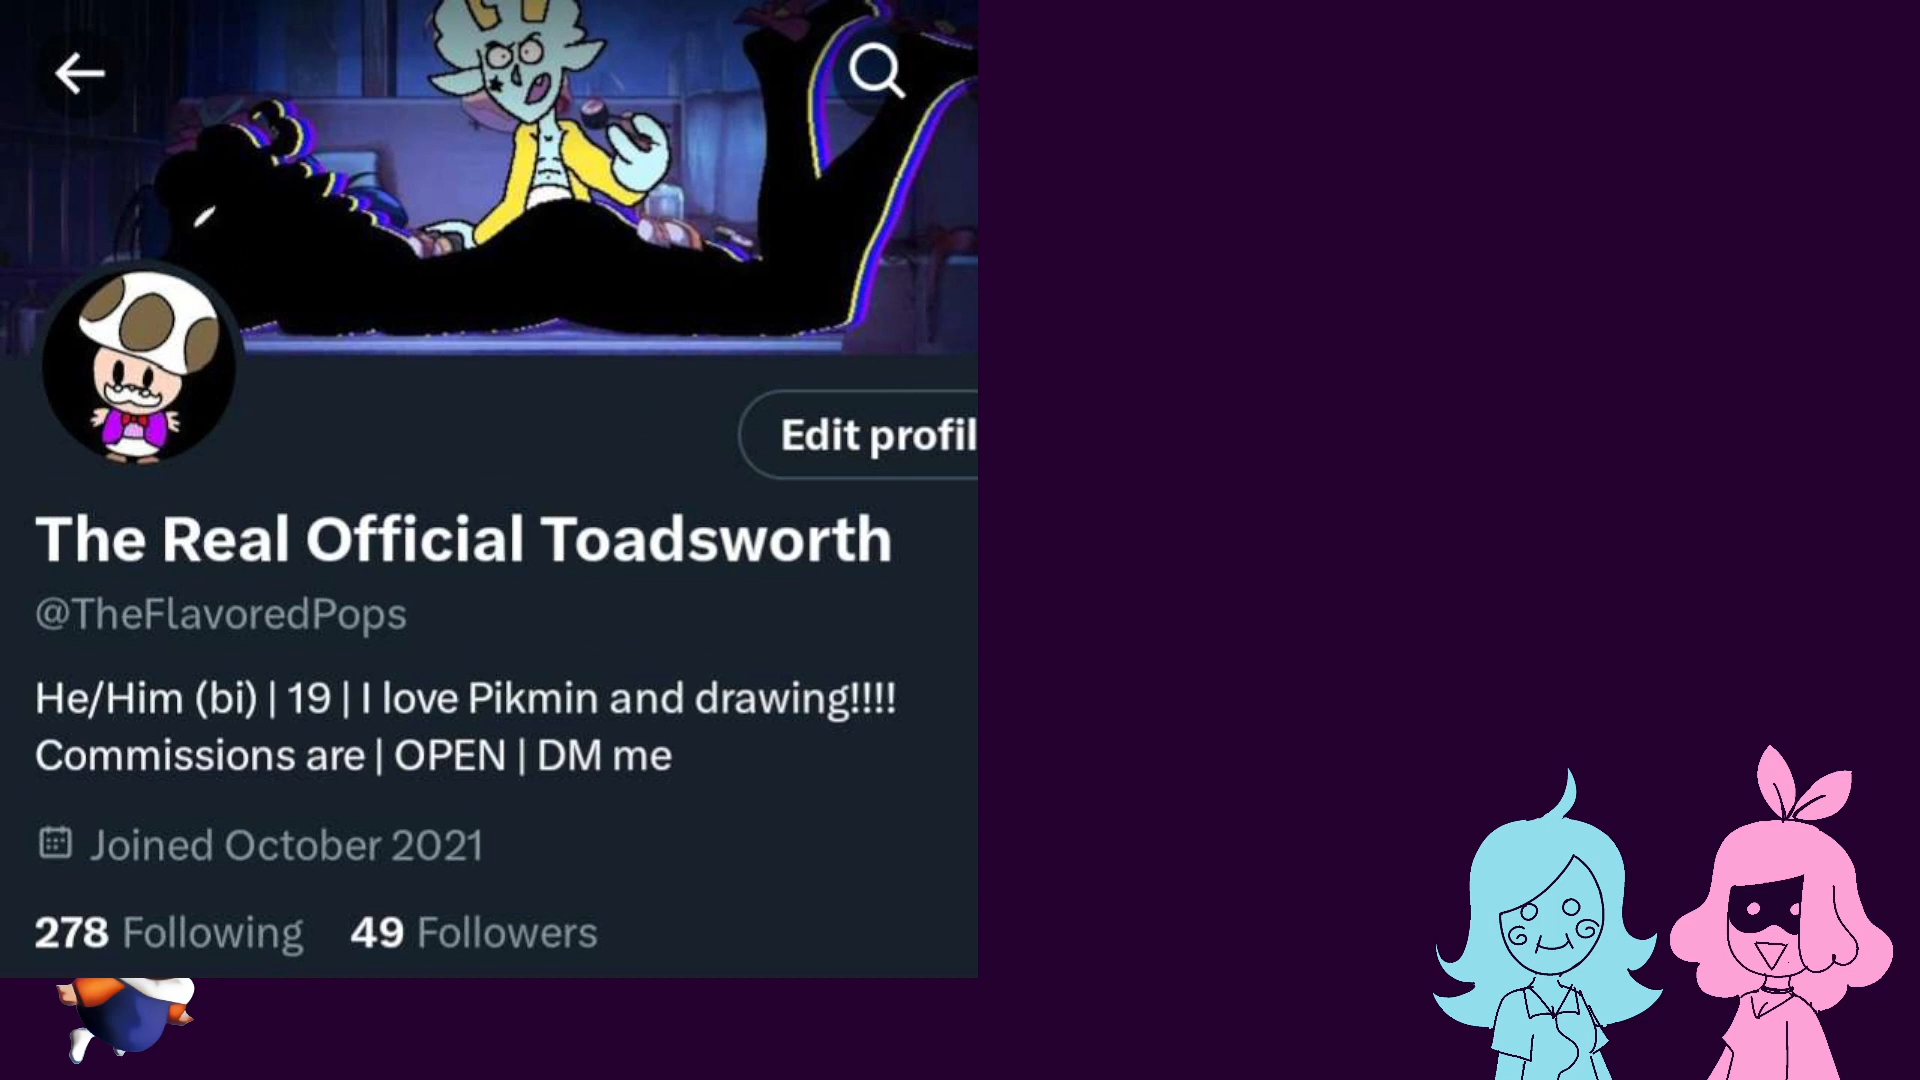 Edit profil
The Real Official Toadsworth
@TheFlavoredPops
He/Him (bi) | 19 | I love Pikmin and drawing!!!!
Commissions are | OPEN | DM me
Joined October 2021
278 Following 49 Followers